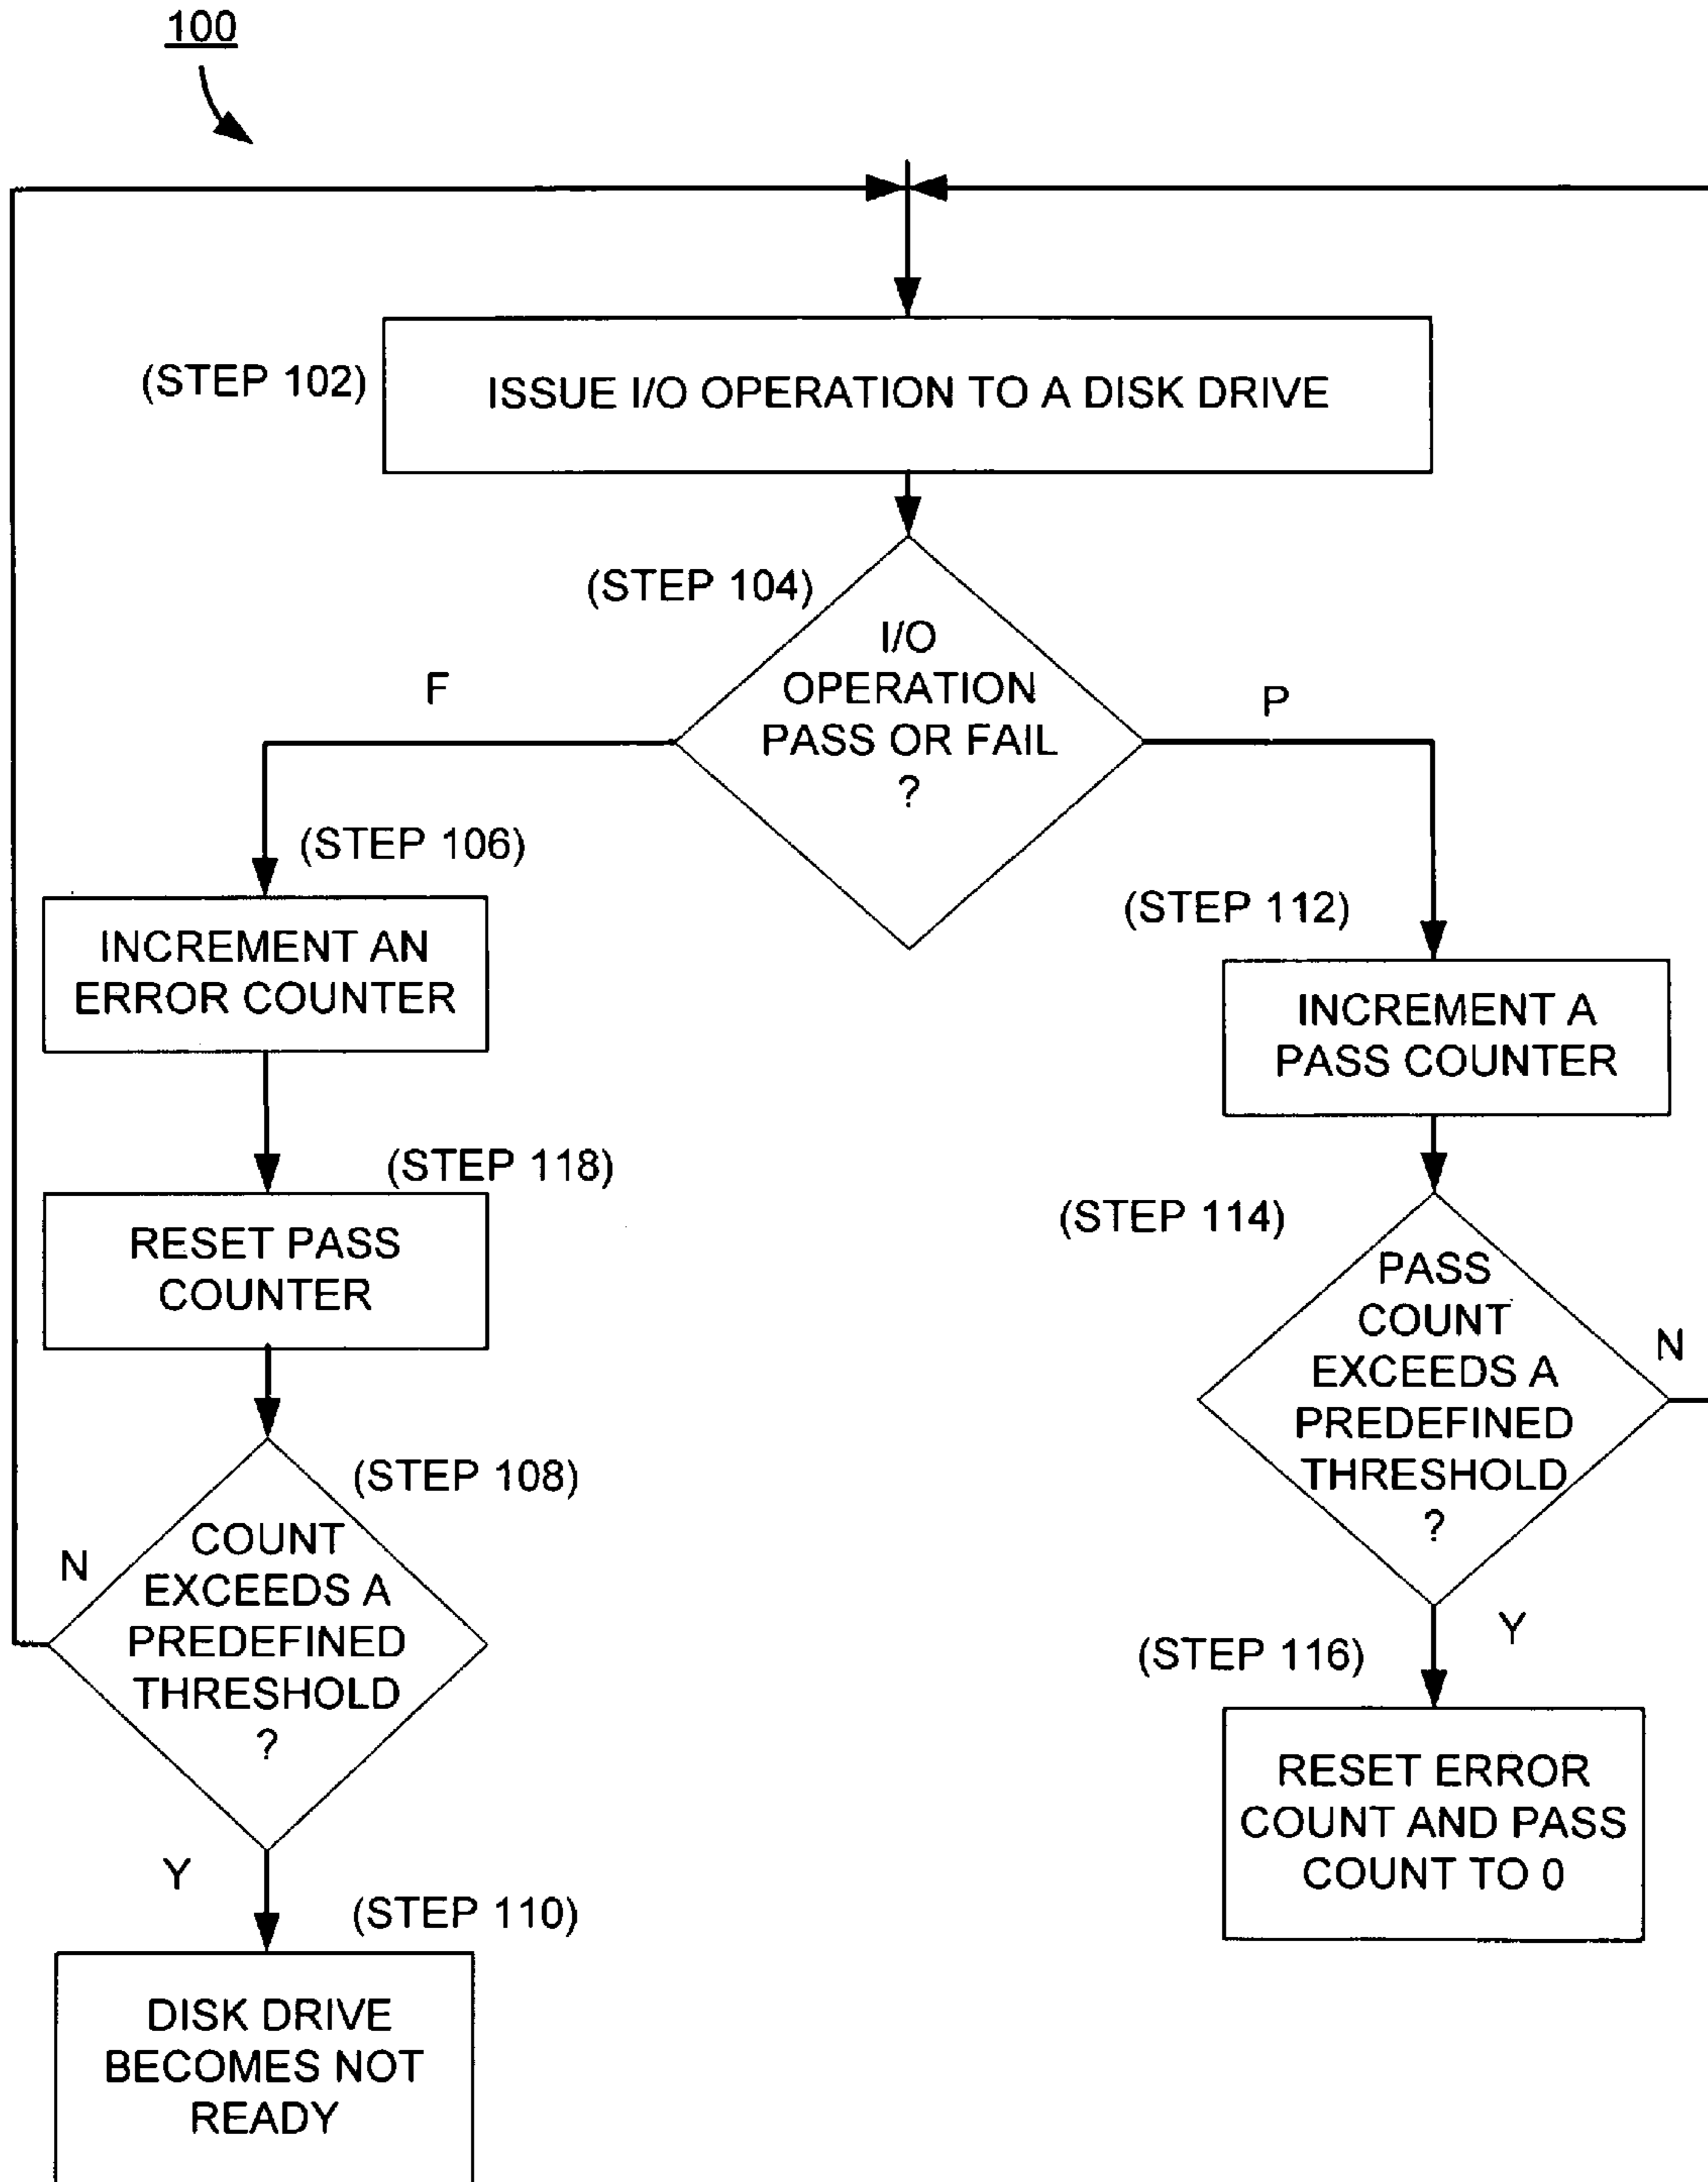 100
(STEP 102)
ISSUE I/O OPERATION TO A DISK DRIVE
(STEP 104)
I/O
OPERATION
PASS OR FAIL
?
F
P
(STEP 106)
INCREMENT AN
ERROR COUNTER
(STEP 112)
INCREMENT A
PASS COUNTER
(STEP 118)
RESET PASS
COUNTER
(STEP 114)
PASS
COUNT
EXCEEDS A
PREDEFINED
THRESHOLD
?
N
(STEP 108)
COUNT
EXCEEDS A
PREDEFINED
THRESHOLD
?
N
Y
(STEP 116)
RESET ERROR
COUNT AND PASS
COUNT TO 0
Y
(STEP 110)
DISK DRIVE
BECOMES NOT
READY